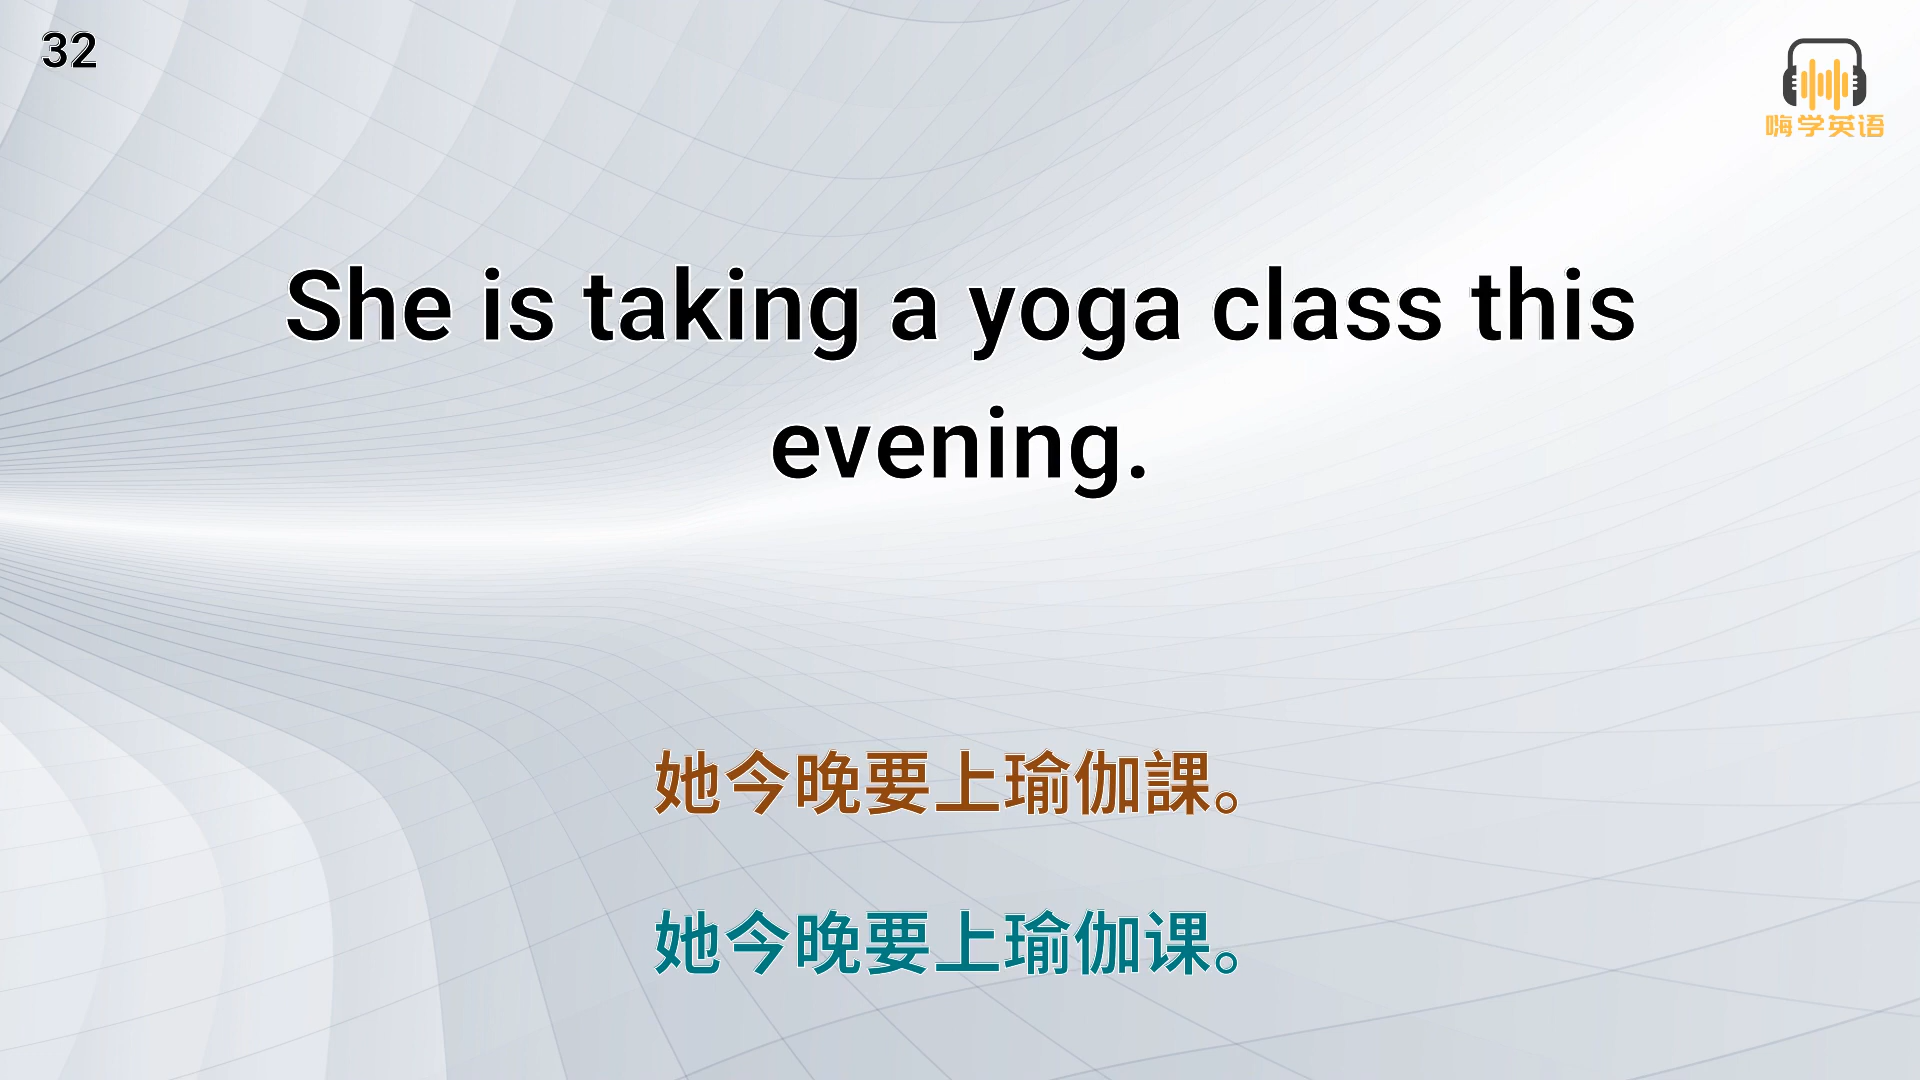 32
嗨学英语
She is taking a yoga class this
evening.
她今晚要上瑜伽課。
她今晚要上瑜伽课。